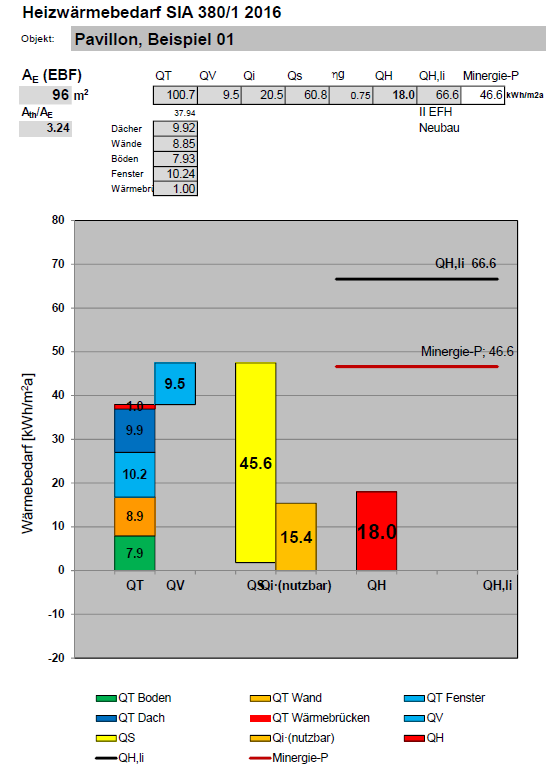 Heizwärmebedarf SIA 380/1 2016
Objekt: Pavillon, Beispiel 01
AE (EBF) QT QV Qi Qs ηg QH QH,li Minergie-P
96 m² 100.7 9.5 20.5 60.8 0.75 18.0 66.6 46.6 kWh/m2a
Ath/AE 37.94 II EFH
3.24 Dächer 9.92 Neubau
Wände 8.85
Böden 7.93
Fenster 10.24
Wärmebrü 1.00
80
70
60
50
40
30
20
10
0
-10
-20
Wärmebedarf [kWh/m²a]
QH,li 66.6
Minergie-P; 46.6
9.5
1.0
9.9
10.2
8.9
7.9
45.6
15.4
18.0
QT QV QS Qi·(nutzbar) QH QH,li
QT Boden QT Wand QT Fenster
QT Dach QT Wärmebrücken QV
QS Qi·(nutzbar) QH
QH,li Minergie-P